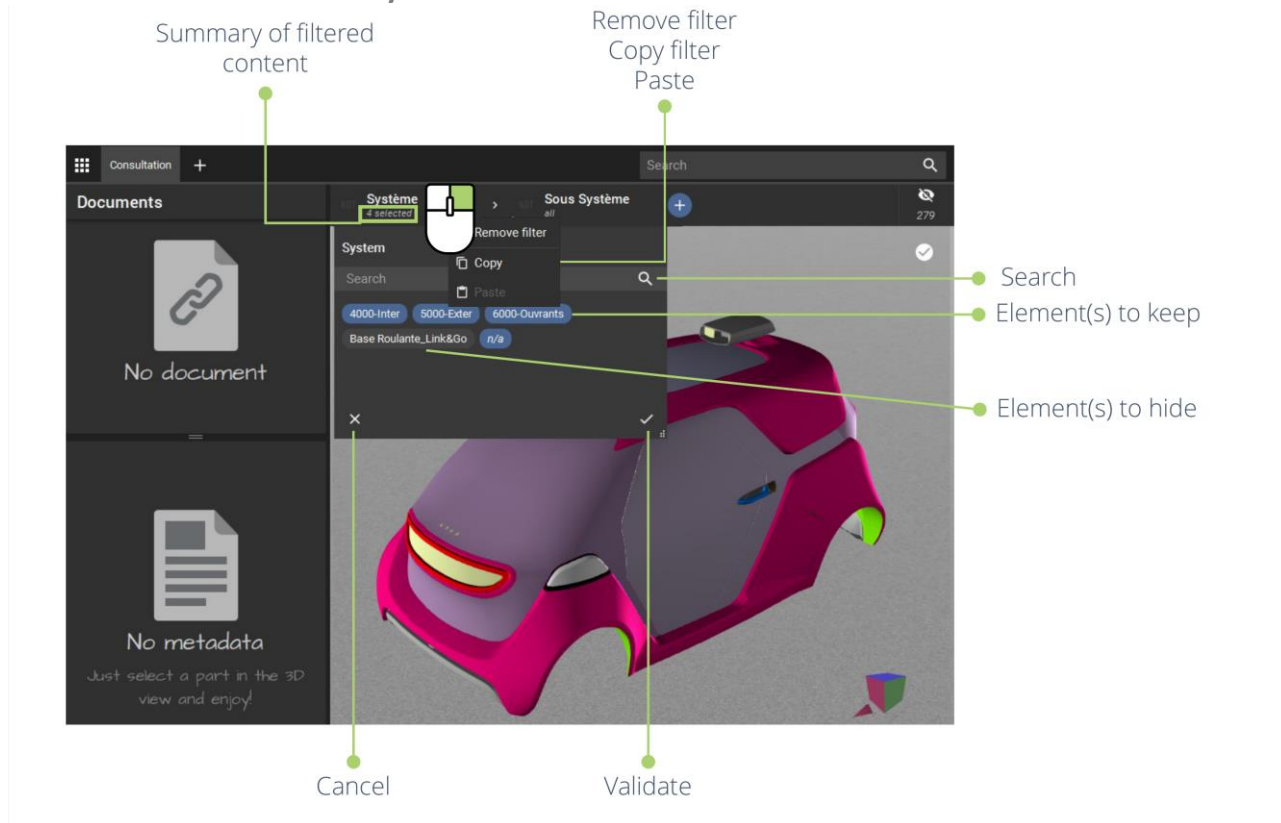 Summary of filtered
content
Remove filter
Copy filter
Paste
Consultation
Search
Documents
Système
4 selected
Sous Système
all
279
Remove filter
System
Copy
Search
Paste
Search
4000-Inter 5000-Exter 6000-Ouvrants
Element(s) to keep
Base Roulante_Link&Go n/a
No document
Element(s) to hide
No metadata
Just select a part in the 3D
view and enjoy!
Cancel
Validate